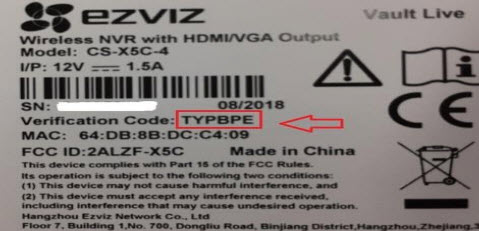 ezviz
Vault Live
Wireless NVR with HDMI/VGA Output
Model: CS-X5C-4
I/P: 12V ⎓ 1.5A
SN:
08/2018
Verification Code: TYPBPE
MAC: 64:DB:8B:DC:C4:09
FCC ID:2ALZF-X5C Made in China
This device complies with Part 15 of the FCC Rules.
Its operation is subject to the following two conditions:
(1) This device may not cause harmful interference, and
(2) This device must accept any interference received,
including interference that may cause undesired operation.
Hangzhou Ezviz Network Co., Ltd
Floor 7, Building 1,No. 700, Dongliu Road, Binjiang District,Hangzhou,Zhejiang,3
CE